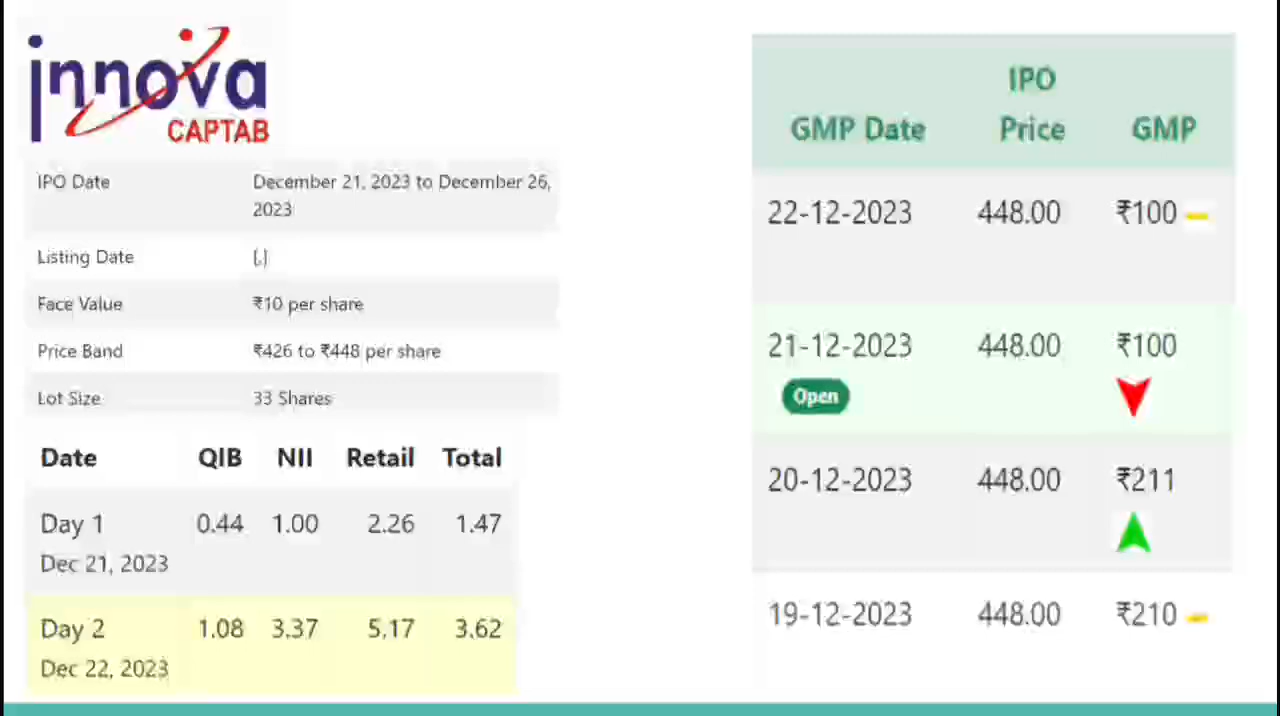 innova
CAPTAB
IPO Date December 21, 2023 to December 26,
2023
Listing Date [.]
Face Value ₹10 per share
Price Band ₹426 to ₹448 per share
Lot Size 33 Shares
Date QIB NII Retail Total
Day 1 0.44 1.00 2.26 1.47
Dec 21, 2023
Day 2 1.08 3.37 5.17 3.62
Dec 22, 2023
IPO
GMP Date Price GMP
22-12-2023 448.00 ₹100
21-12-2023 448.00 ₹100
Open
20-12-2023 448.00 ₹211
19-12-2023 448.00 ₹210